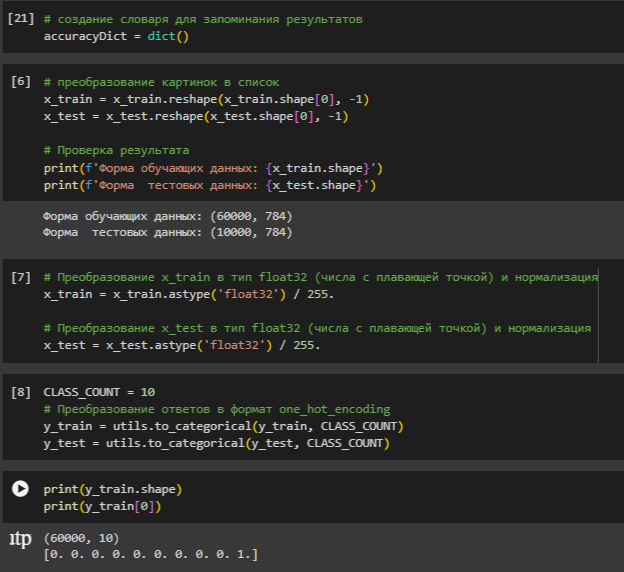 [21] # создание словаря для запоминания результатов
accuracyDict = dict()
[6] # преобразование картинок в список
x_train = x_train.reshape(x_train.shape[0], -1)
x_test = x_test.reshape(x_test.shape[0], -1)
# Проверка результата
print(f'Форма обучающих данных: {x_train.shape}')
print(f'Форма  тестовых данных: {x_test.shape}')
Форма обучающих данных: (60000, 784)
Форма  тестовых данных: (10000, 784)
[7] # Преобразование x_train в тип float32 (числа с плавающей точкой) и нормализация
x_train = x_train.astype('float32') / 255.
# Преобразование x_test в тип float32 (числа с плавающей точкой) и нормализация
x_test = x_test.astype('float32') / 255.
[8] CLASS_COUNT = 10
# Преобразование ответов в формат one_hot_encoding
y_train = utils.to_categorical(y_train, CLASS_COUNT)
y_test = utils.to_categorical(y_test, CLASS_COUNT)
print(y_train.shape)
print(y_train[0])
ıtp (60000, 10)
[0. 0. 0. 0. 0. 0. 0. 0. 0. 1.]